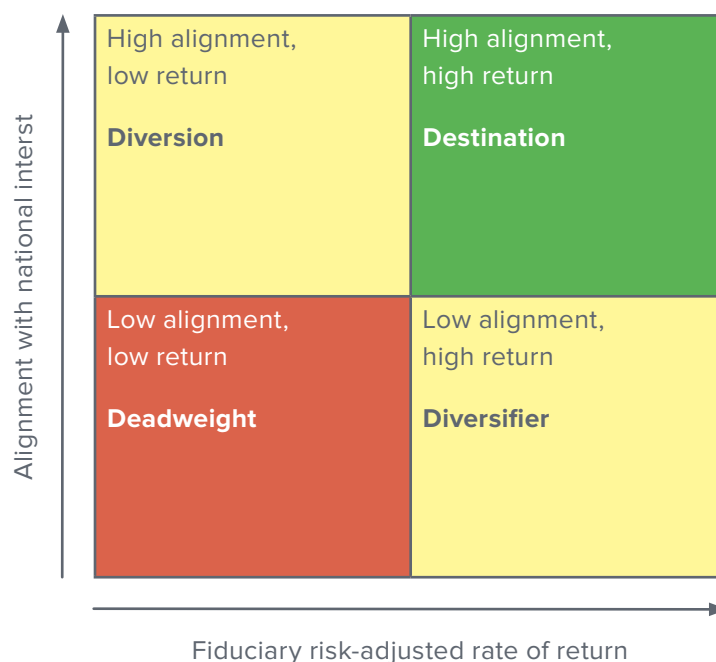 Alignment with national interst
High alignment,
low return
Diversion
High alignment,
high return
Destination
Low alignment,
low return
Deadweight
Low alignment,
high return
Diversifier
Fiduciary risk-adjusted rate of return